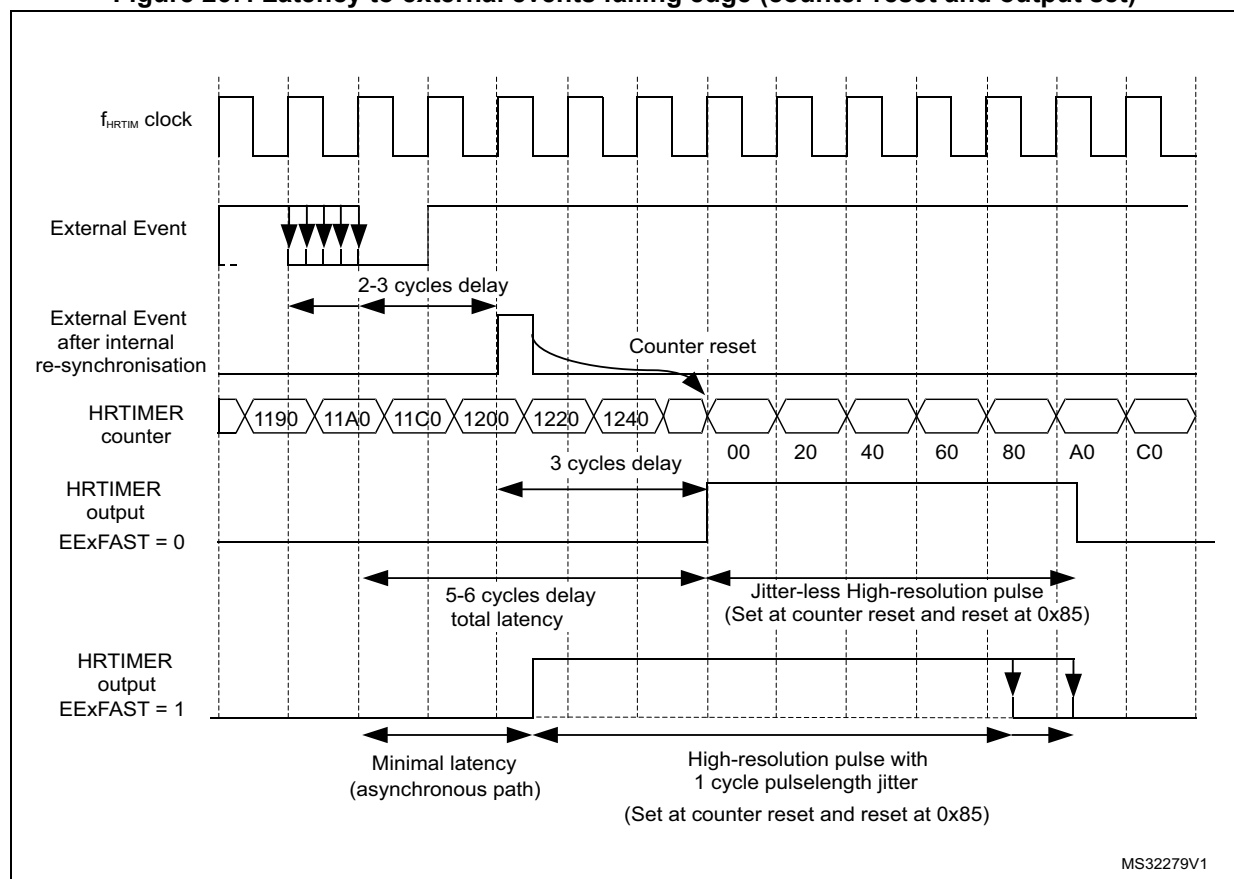 Figure 267. Latency to external events falling edge (counter reset and output set)
fHRTIM clock
External Event
2-3 cycles delay
External Event
after internal
re-synchronisation
Counter reset
HRTIMER
counter
1190 11A0 11C0 1200 1220 1240
00 20 40 60 80 A0 C0
3 cycles delay
HRTIMER
output
EExFAST = 0
5-6 cycles delay
total latency
Jitter-less High-resolution pulse
(Set at counter reset and reset at 0x85)
HRTIMER
output
EExFAST = 1
Minimal latency
(asynchronous path)
High-resolution pulse with
1 cycle pulselength jitter
(Set at counter reset and reset at 0x85)
MS32279V1